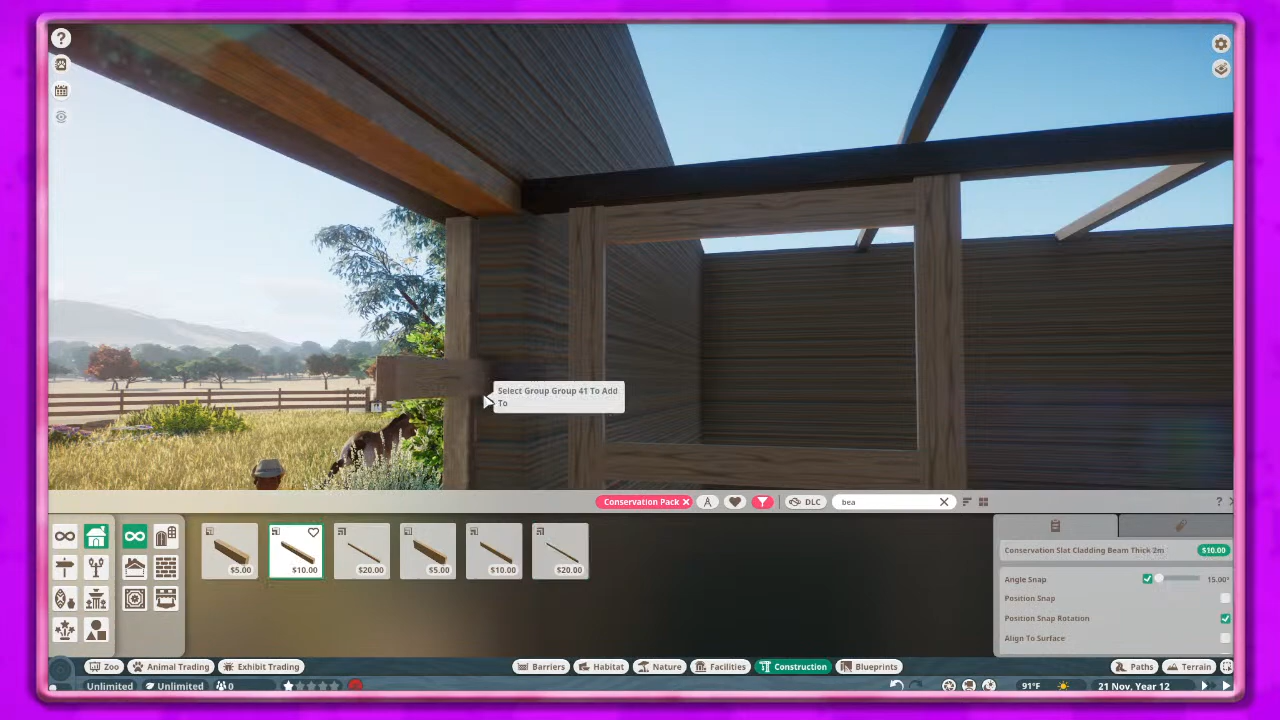 ?
Select Group Group 41 To Add
To
Conservation Pack
DLC
bea
?
$5.00
$10.00
$20.00
$5.00
$10.00
$20.00
Conservation Slat Cladding Beam Thick 2m
$10.00
Angle Snap
15.00°
Position Snap
Position Snap Rotation
Align To Surface
Zoo
Animal Trading
Exhibit Trading
Barriers
Habitat
Nature
Facilities
Construction
Blueprints
Paths
Terrain
Unlimited
Unlimited
0
91°F
21 Nov, Year 12